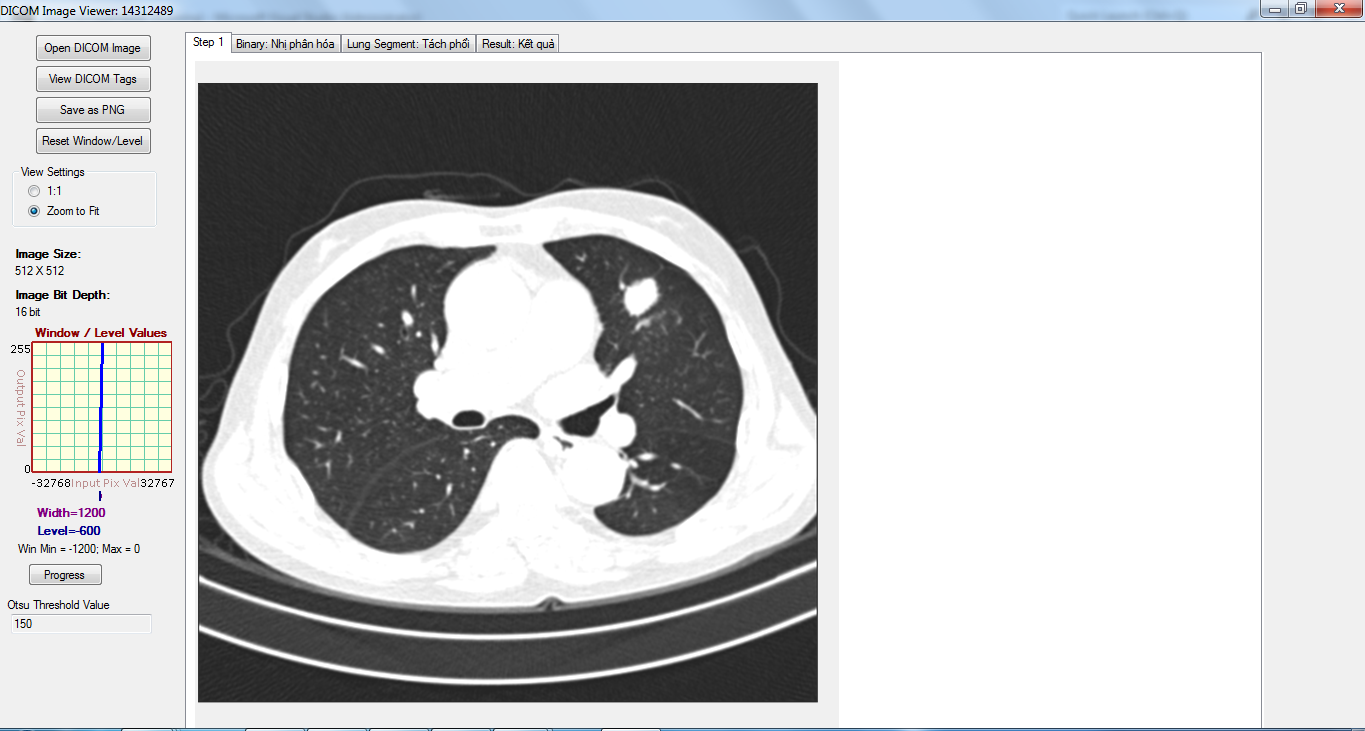 DICOM Image Viewer: 14312489
Open DICOM Image
View DICOM Tags
Save as PNG
Reset Window/Level
View Settings
1:1
Zoom to Fit
Image Size:
512 X 512
Image Bit Depth:
16 bit
Window / Level Values
255
Output Pix Val
0
-32768
Input Pix Val
32767
Width=1200
Level=-600
Win Min = -1200; Max = 0
Progress
Otsu Threshold Value
150
Step 1
Binary: Nhị phân hóa
Lung Segment: Tách phổi
Result: Kết quả